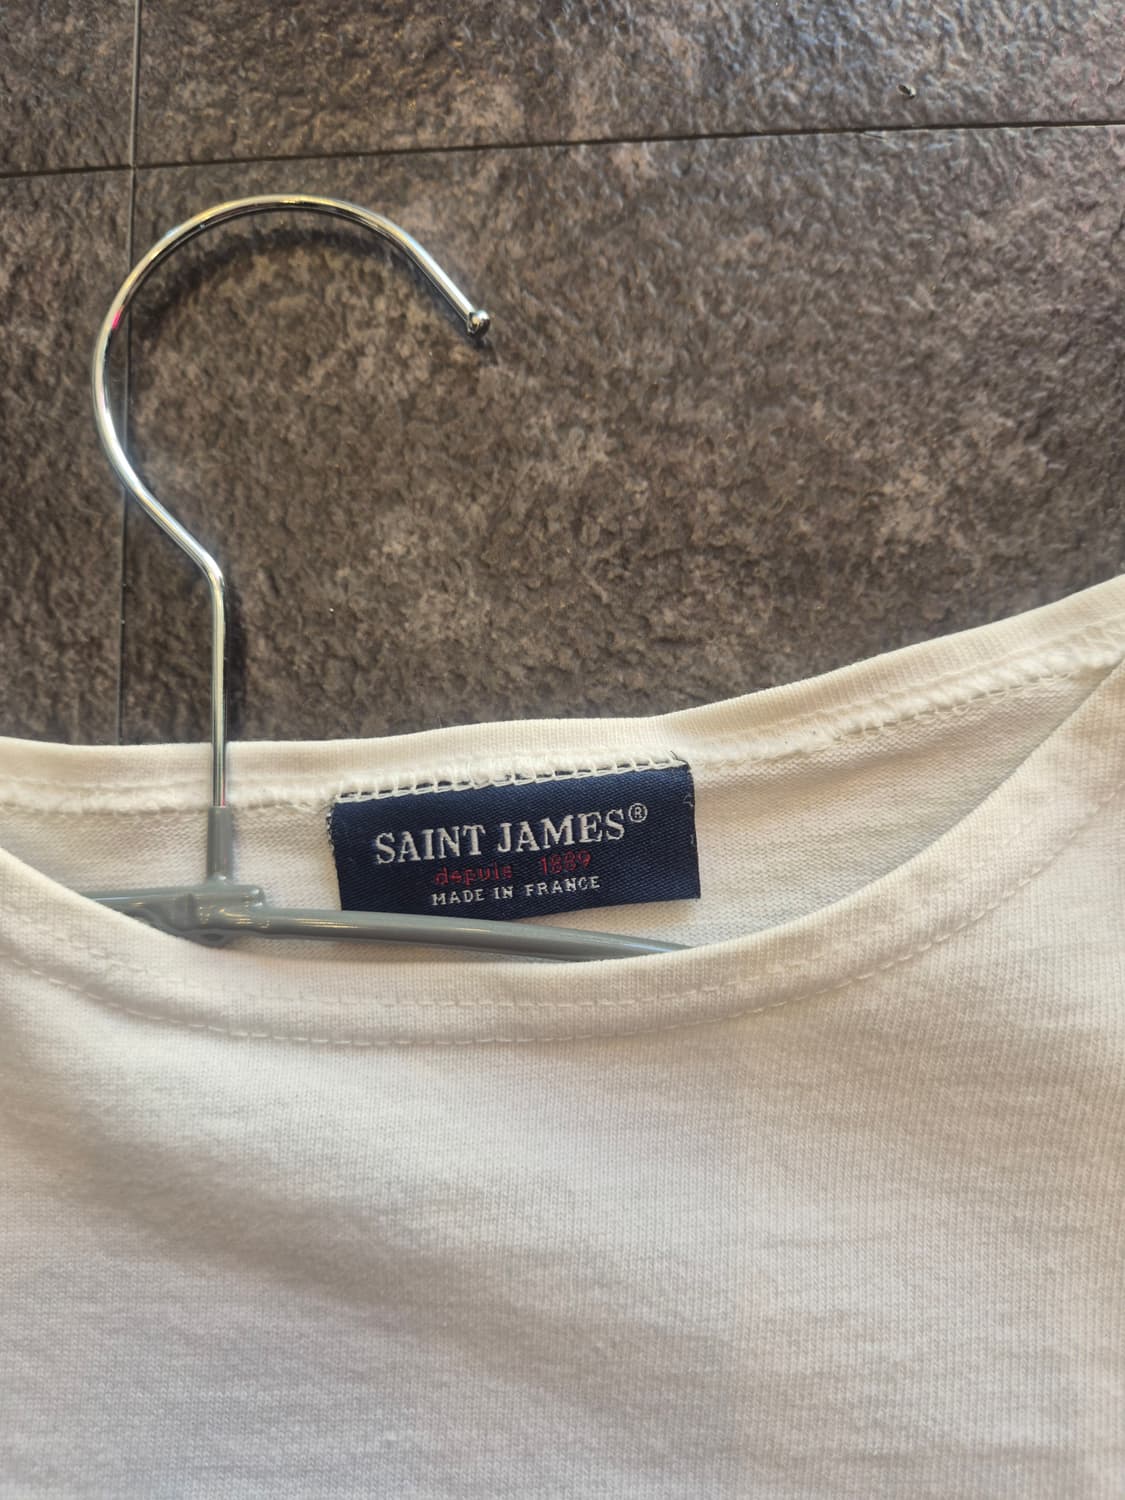 SAINT JAMES®
depuis 1889
MADE IN FRANCE